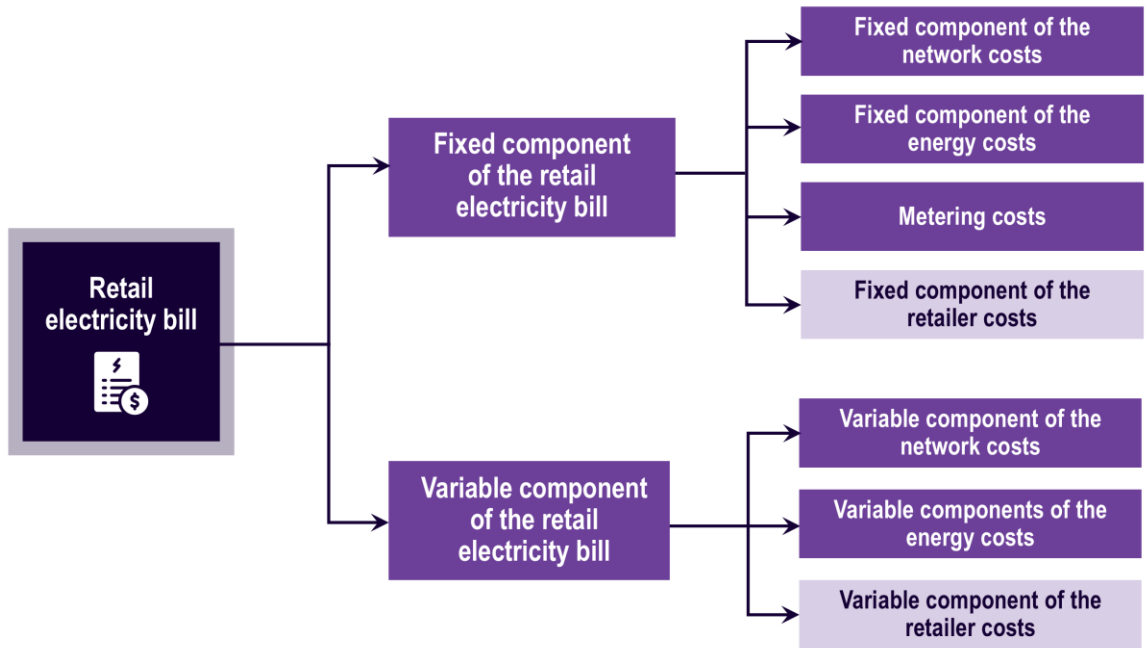 Retail
electricity bill
$
Fixed component
of the retail
electricity bill
Fixed component of the
network costs
Fixed component of the
energy costs
Metering costs
Fixed component of the
retailer costs
Variable component
of the retail
electricity bill
Variable component of the
network costs
Variable components of the
energy costs
Variable component of the
retailer costs